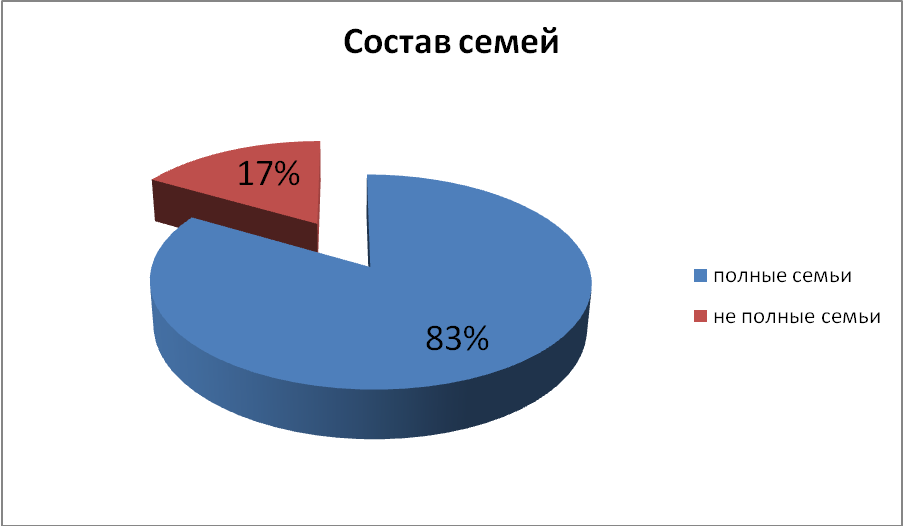 Состав семей
17%
83%
полные семьи
не полные семьи